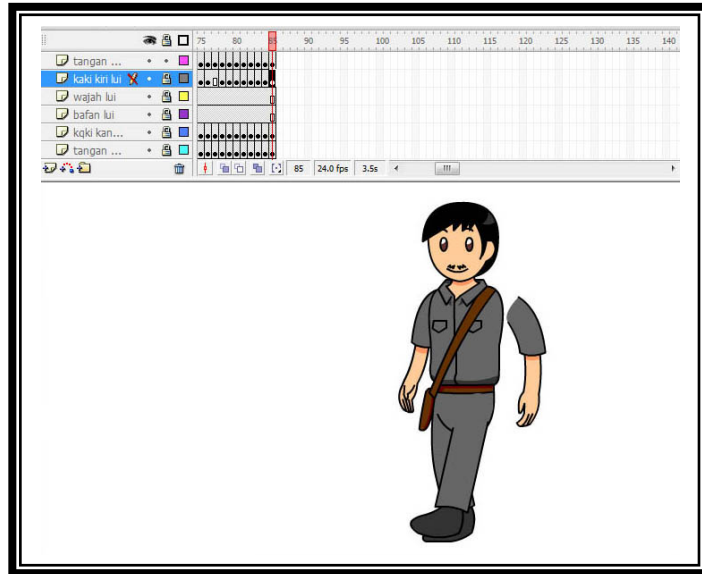 75 80 85 90 95 100 105 110 115 120 125 130 135 140
tangan ...
kaki kiri lui
wajah lui
bafan lui
kqki kan...
tangan ...
85 24.0 fps 3.5s